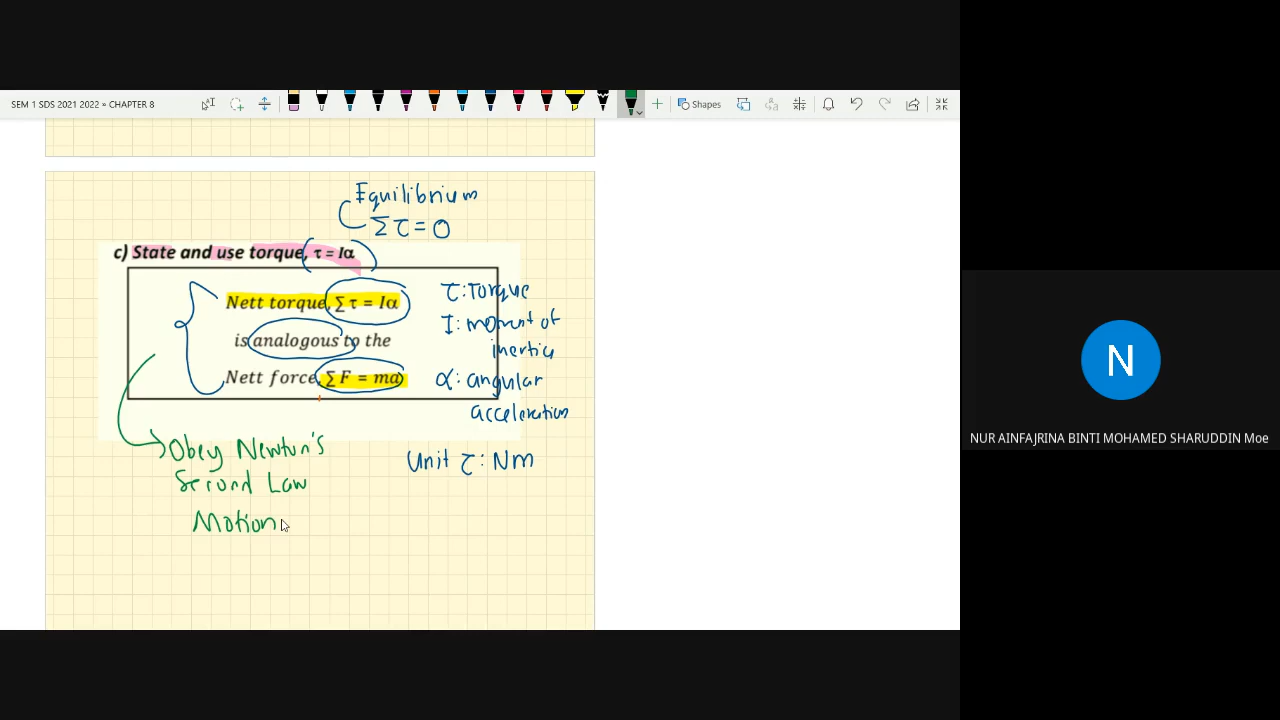 SEM 1 SDS 2021 2022 » CHAPTER 8
Shapes
Equilibrium
Στ = 0
c) State and use torque, τ = Iα
Nett torque, ∑ τ = Iα
is analogous to the
Nett force, ∑ F = ma
τ: Torque
I: moment of
inertia
α: angular
acceleration
Unit τ: Nm
Obey Newton's
Second Law
Motion
N
NUR AINFAJRINA BINTI MOHAMED SHARUDDIN Moe